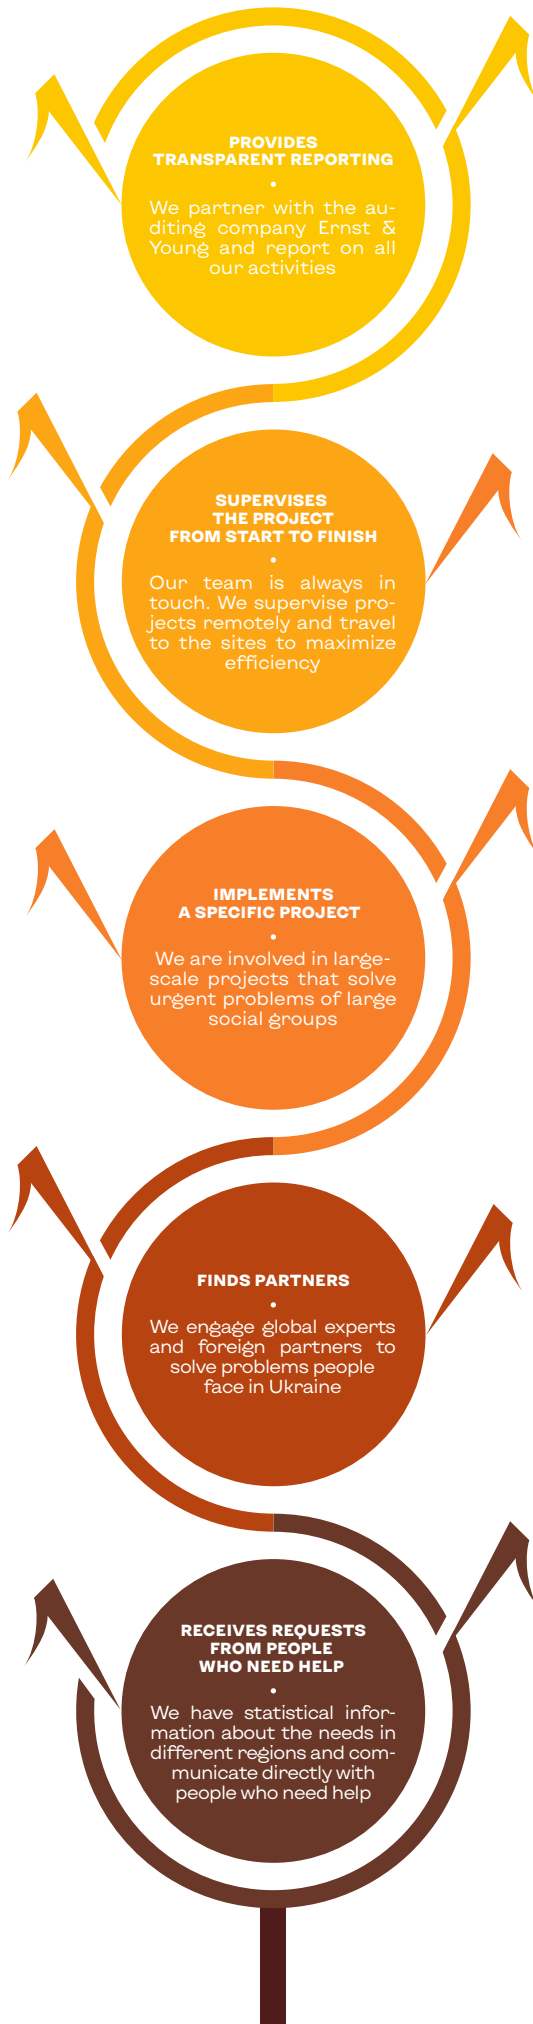 PROVIDES
TRANSPARENT REPORTING
•
We partner with the au-
diting company Ernst &
Young and report on all
our activities
SUPERVISES
THE PROJECT
FROM START TO FINISH
•
Our team is always in
touch. We supervise pro-
jects remotely and travel
to the sites to maximize
efficiency
IMPLEMENTS
A SPECIFIC PROJECT
•
We are involved in large-
scale projects that solve
urgent problems of large
social groups
FINDS PARTNERS
•
We engage global experts
and foreign partners to
solve problems people
face in Ukraine
RECEIVES REQUESTS
FROM PEOPLE
WHO NEED HELP
•
We have statistical infor-
mation about the needs in
different regions and com-
municate directly with
people who need help